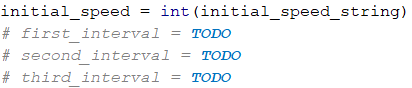 initial_speed = int(initial_speed_string)
# first_interval = TODO
# second_interval = TODO
# third_interval = TODO